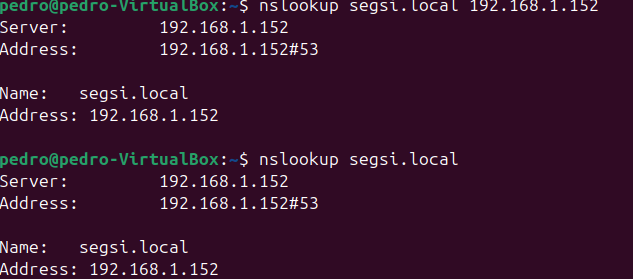 pedro@pedro-VirtualBox:~$ nslookup segsi.local 192.168.1.152
Server:         192.168.1.152
Address:        192.168.1.152#53

Name:   segsi.local
Address: 192.168.1.152

pedro@pedro-VirtualBox:~$ nslookup segsi.local
Server:         192.168.1.152
Address:        192.168.1.152#53

Name:   segsi.local
Address: 192.168.1.152